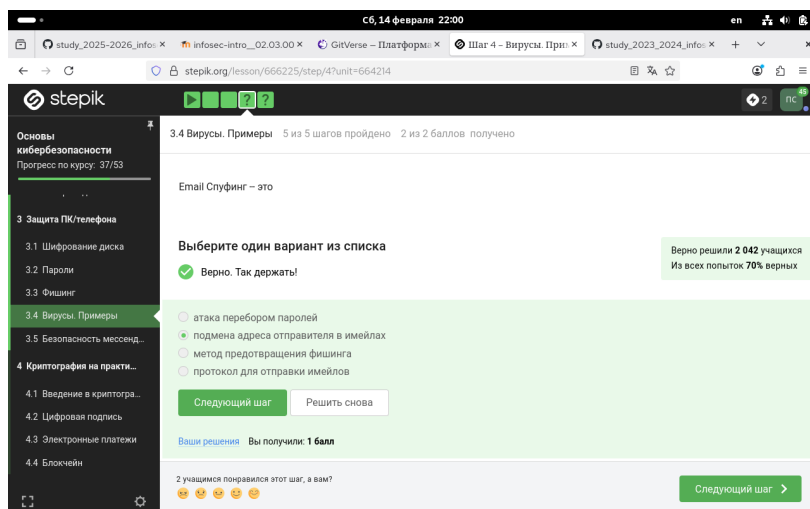 Сб, 14 февраля 22:00
en
study_2025-2026_infos
infosec-intro__02.03.00
GitVerse – Платформа
Шаг 4 – Вирусы. При
study_2023_2024_infos
stepik.org/lesson/666225/step/4?unit=664214
stepik
? ?
2
ПС
45
Основы
кибербезопасности
Прогресс по курсу: 37/53
3.4 Вирусы. Примеры 5 из 5 шагов пройдено 2 из 2 баллов получено
3 Защита ПК/телефона
3.1 Шифрование диска
3.2 Пароли
3.3 Фишинг
3.4 Вирусы. Примеры
3.5 Безопасность мессенд...
4 Криптография на практи...
4.1 Введение в криптогра...
4.2 Цифровая подпись
4.3 Электронные платежи
4.4 Блокчейн
Email Спуфинг – это
Выберите один вариант из списка
Верно. Так держать!
Верно решили 2 042 учащихся
Из всех попыток 70% верных
атака перебором паролей
подмена адреса отправителя в имейлах
метод предотвращения фишинга
протокол для отправки имейлов
Следующий шаг
Решить снова
Ваши решения Вы получили: 1 балл
2 учащимся понравился этот шаг, а вам?
Следующий шаг